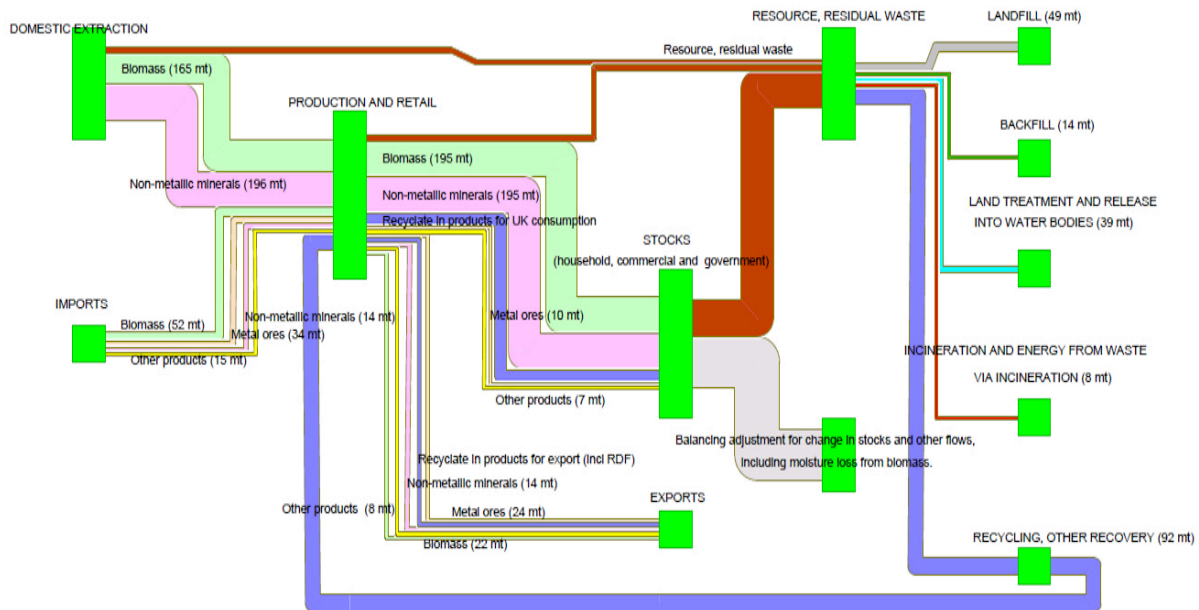 RESOURCE, RESIDUAL WASTE
LANDFILL (49 mt)
DOMESTIC EXTRACTION
Resource, residual waste
Biomass (165 mt)
PRODUCTION AND RETAIL
BACKFILL (14 mt)
Biomass (195 mt)
Non-metallic minerals (196 mt)
Non-metallic minerals (195 mt)
LAND TREATMENT AND RELEASE
INTO WATER BODIES (39 mt)
Recyclate in products for UK consumption
STOCKS
(household, commercial and government)
IMPORTS
Biomass (52 mt)
Non-metallic minerals (14 mt)
Metal ores (10 mt)
Metal ores (34 mt)
Other products (15 mt)
INCINERATION AND ENERGY FROM WASTE
VIA INCINERATION (8 mt)
Other products (7 mt)
Balancing adjustment for change in stocks and other flows,
including moisture loss from biomass.
Recyclate in products for export (incl RDF)
Non-metallic minerals (14 mt)
EXPORTS
Other products (8 mt)
Metal ores (24 mt)
Biomass (22 mt)
RECYCLING, OTHER RECOVERY (92 mt)